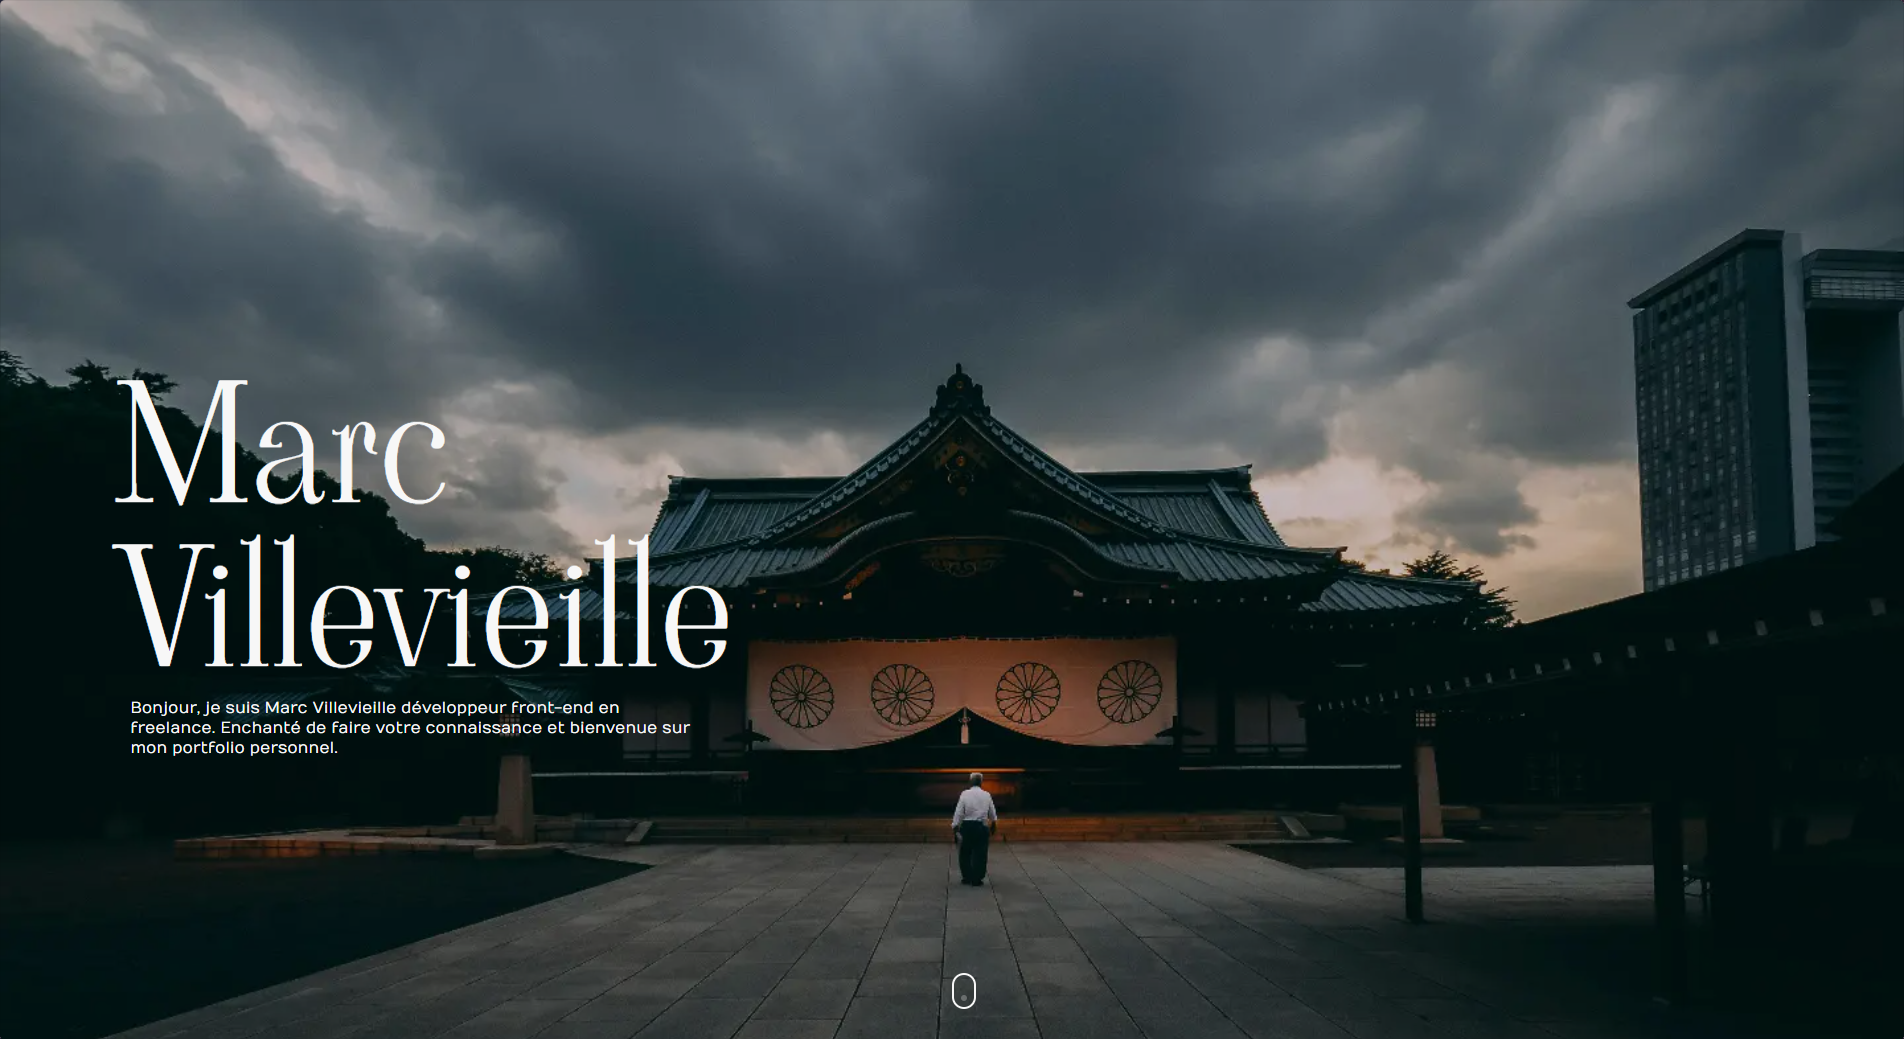 Marc
Villevieille
Bonjour, je suis Marc Villevieille développeur front-end en
freelance. Enchanté de faire votre connaissance et bienvenue sur
mon portfolio personnel.